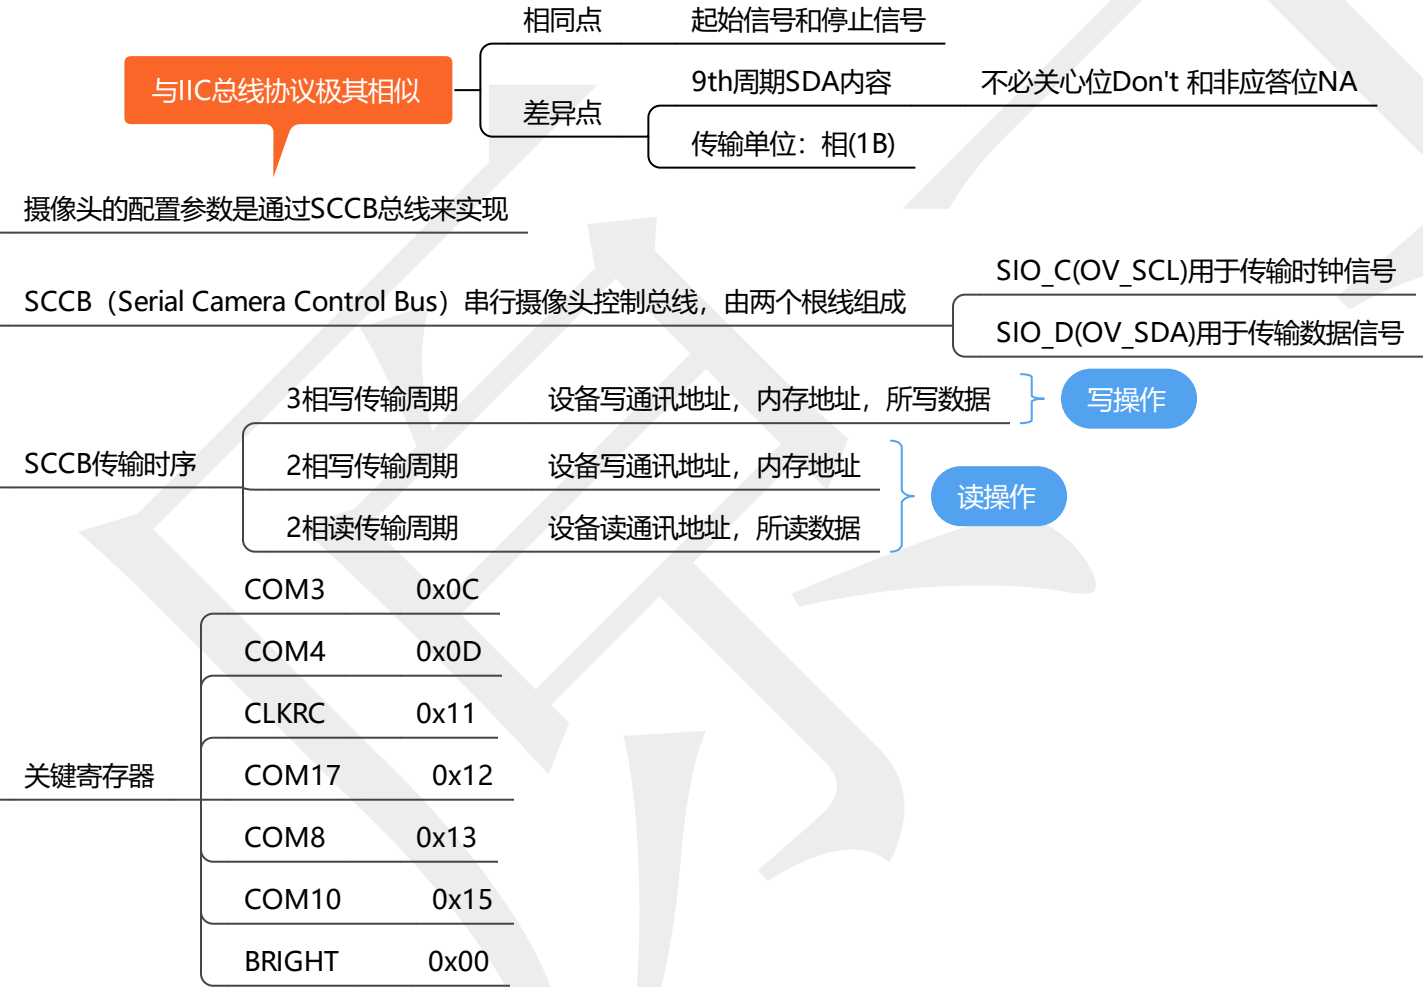 相同点 起始信号和停止信号
与IIC总线协议极其相似
差异点
9th周期SDA内容 不必关心位Don't 和非应答位NA
传输单位：相(1B)
摄像头的配置参数是通过SCCB总线来实现
SCCB（Serial Camera Control Bus）串行摄像头控制总线，由两个根线组成
SIO_C(OV_SCL)用于传输时钟信号
SIO_D(OV_SDA)用于传输数据信号
SCCB传输时序
3相写传输周期 设备写通讯地址，内存地址，所写数据
写操作
2相写传输周期 设备写通讯地址，内存地址
2相读传输周期 设备读通讯地址，所读数据
读操作
关键寄存器
COM3 0x0C
COM4 0x0D
CLKRC 0x11
COM17 0x12
COM8 0x13
COM10 0x15
BRIGHT 0x00